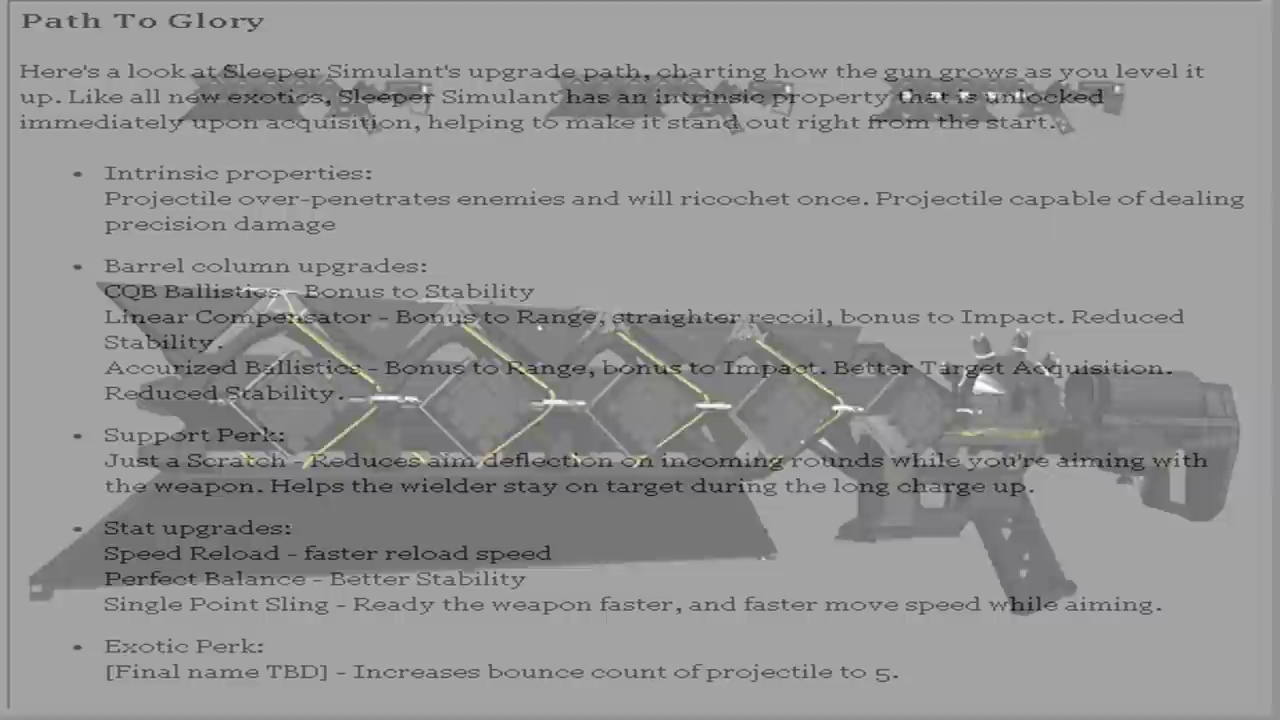 Path To Glory
Here's a look at Sleeper Simulant's upgrade path, charting how the gun grows as you level it
up. Like all new exotics, Sleeper Simulant has an intrinsic property that is unlocked
immediately upon acquisition, helping to make it stand out right from the start.
• Intrinsic properties:
Projectile over-penetrates enemies and will ricochet once. Projectile capable of dealing
precision damage
• Barrel column upgrades:
CQB Ballistics - Bonus to Stability
Linear Compensator - Bonus to Range, straighter recoil, bonus to Impact. Reduced
Stability.
Accurized Ballistics - Bonus to Range, bonus to Impact. Better Target Acquisition.
Reduced Stability.
• Support Perk:
Just a Scratch - Reduces aim deflection on incoming rounds while you're aiming with
the weapon. Helps the wielder stay on target during the long charge up.
• Stat upgrades:
Speed Reload - faster reload speed
Perfect Balance - Better Stability
Single Point Sling - Ready the weapon faster, and faster move speed while aiming.
• Exotic Perk:
[Final name TBD] - Increases bounce count of projectile to 5.